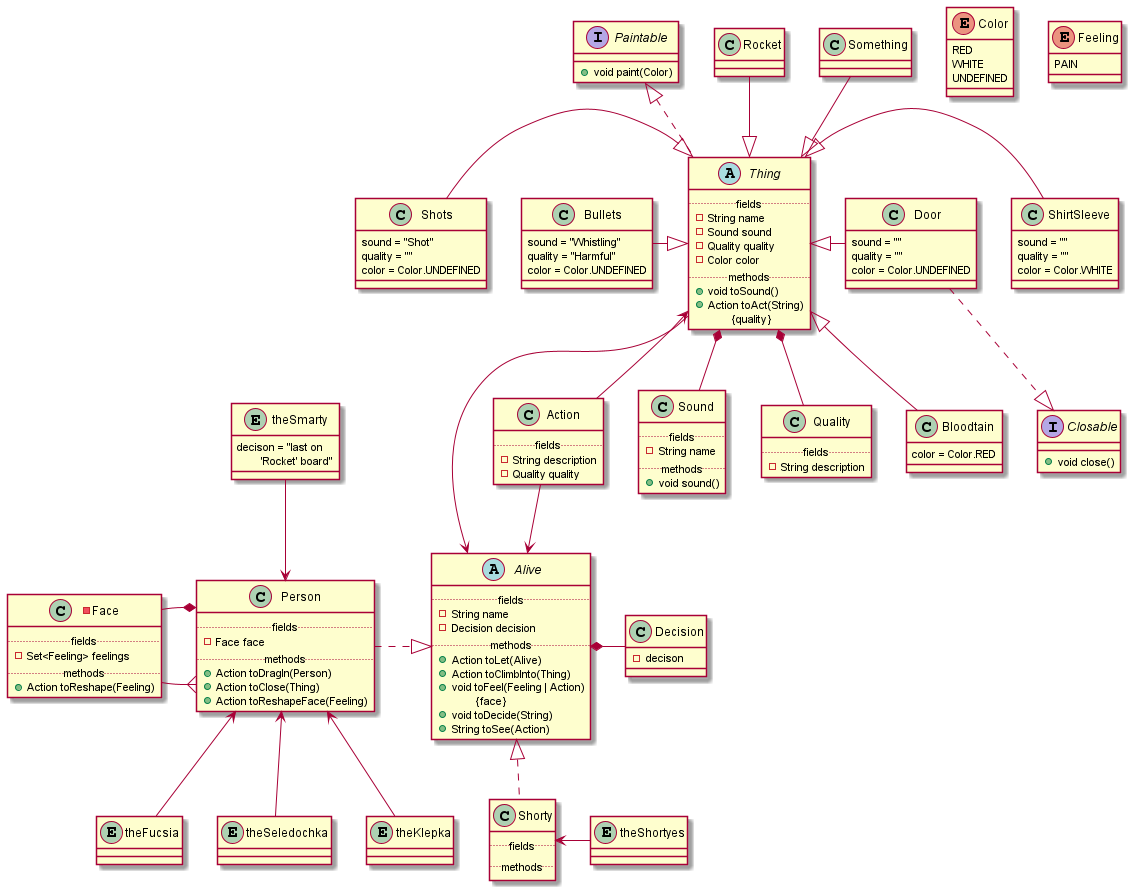 I Paintable
void paint(Color)
C Rocket
C Something
E Color
RED
WHITE
UNDEFINED
E Feeling
PAIN
C Shots
sound = "Shot"
quality = ""
color = Color.UNDEFINED
C Bullets
sound = "Whistling"
quality = "Harmful"
color = Color.UNDEFINED
A Thing
fields
String name
Sound sound
Quality quality
Color color
methods
void toSound()
Action toAct(String)
{quality}
C Door
sound = ""
quality = ""
color = Color.UNDEFINED
C ShirtSleeve
sound = ""
quality = ""
color = Color.WHITE
E theSmarty
decison = "last on
'Rocket' board"
C Action
fields
String description
Quality quality
C Sound
fields
String name
methods
void sound()
C Quality
fields
String description
C Bloodtain
color = Color.RED
I Closable
void close()
C Face
fields
Set<Feeling> feelings
methods
Action toReshape(Feeling)
C Person
fields
Face face
methods
Action toDragIn(Person)
Action toClose(Thing)
Action toReshapeFace(Feeling)
A Alive
fields
String name
Decision decision
methods
Action toLet(Alive)
Action toClimbInto(Thing)
void toFeel(Feeling | Action)
{face}
void toDecide(String)
String toSee(Action)
C Decision
decison
E theFucsia
E theSeledochka
E theKlepka
C Shorty
fields
methods
E theShortyes